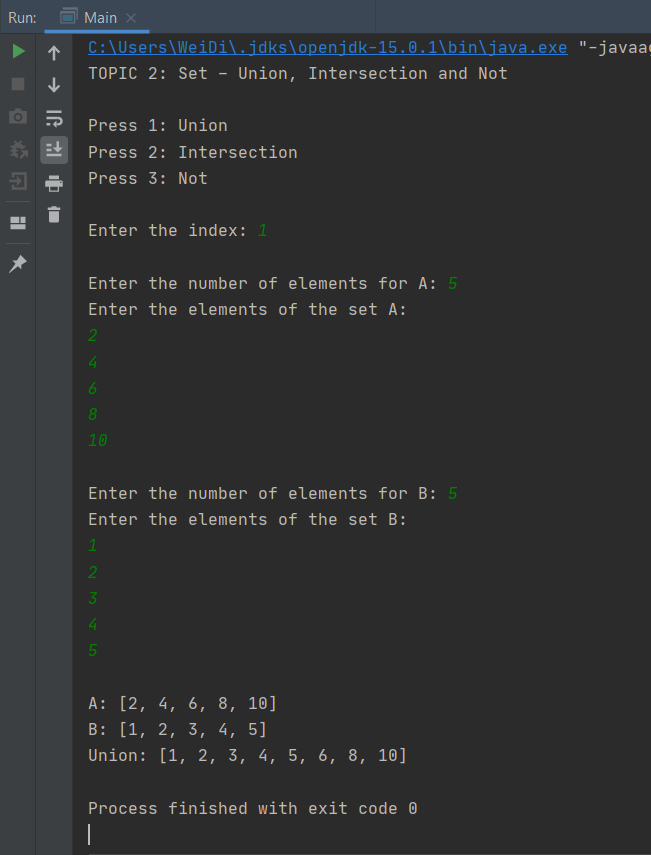 Run: Main
C:\Users\WeiDi\.jdks\openjdk-15.0.1\bin\java.exe "-javaa
TOPIC 2: Set – Union, Intersection and Not
Press 1: Union
Press 2: Intersection
Press 3: Not
Enter the index: 1
Enter the number of elements for A: 5
Enter the elements of the set A:
2
4
6
8
10
Enter the number of elements for B: 5
Enter the elements of the set B:
1
2
3
4
5
A: [2, 4, 6, 8, 10]
B: [1, 2, 3, 4, 5]
Union: [1, 2, 3, 4, 5, 6, 8, 10]
Process finished with exit code 0